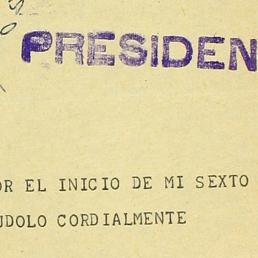 PRESIDEN
OR EL INICIO DE MI SEXTO
UDOLO CORDIALMENTE